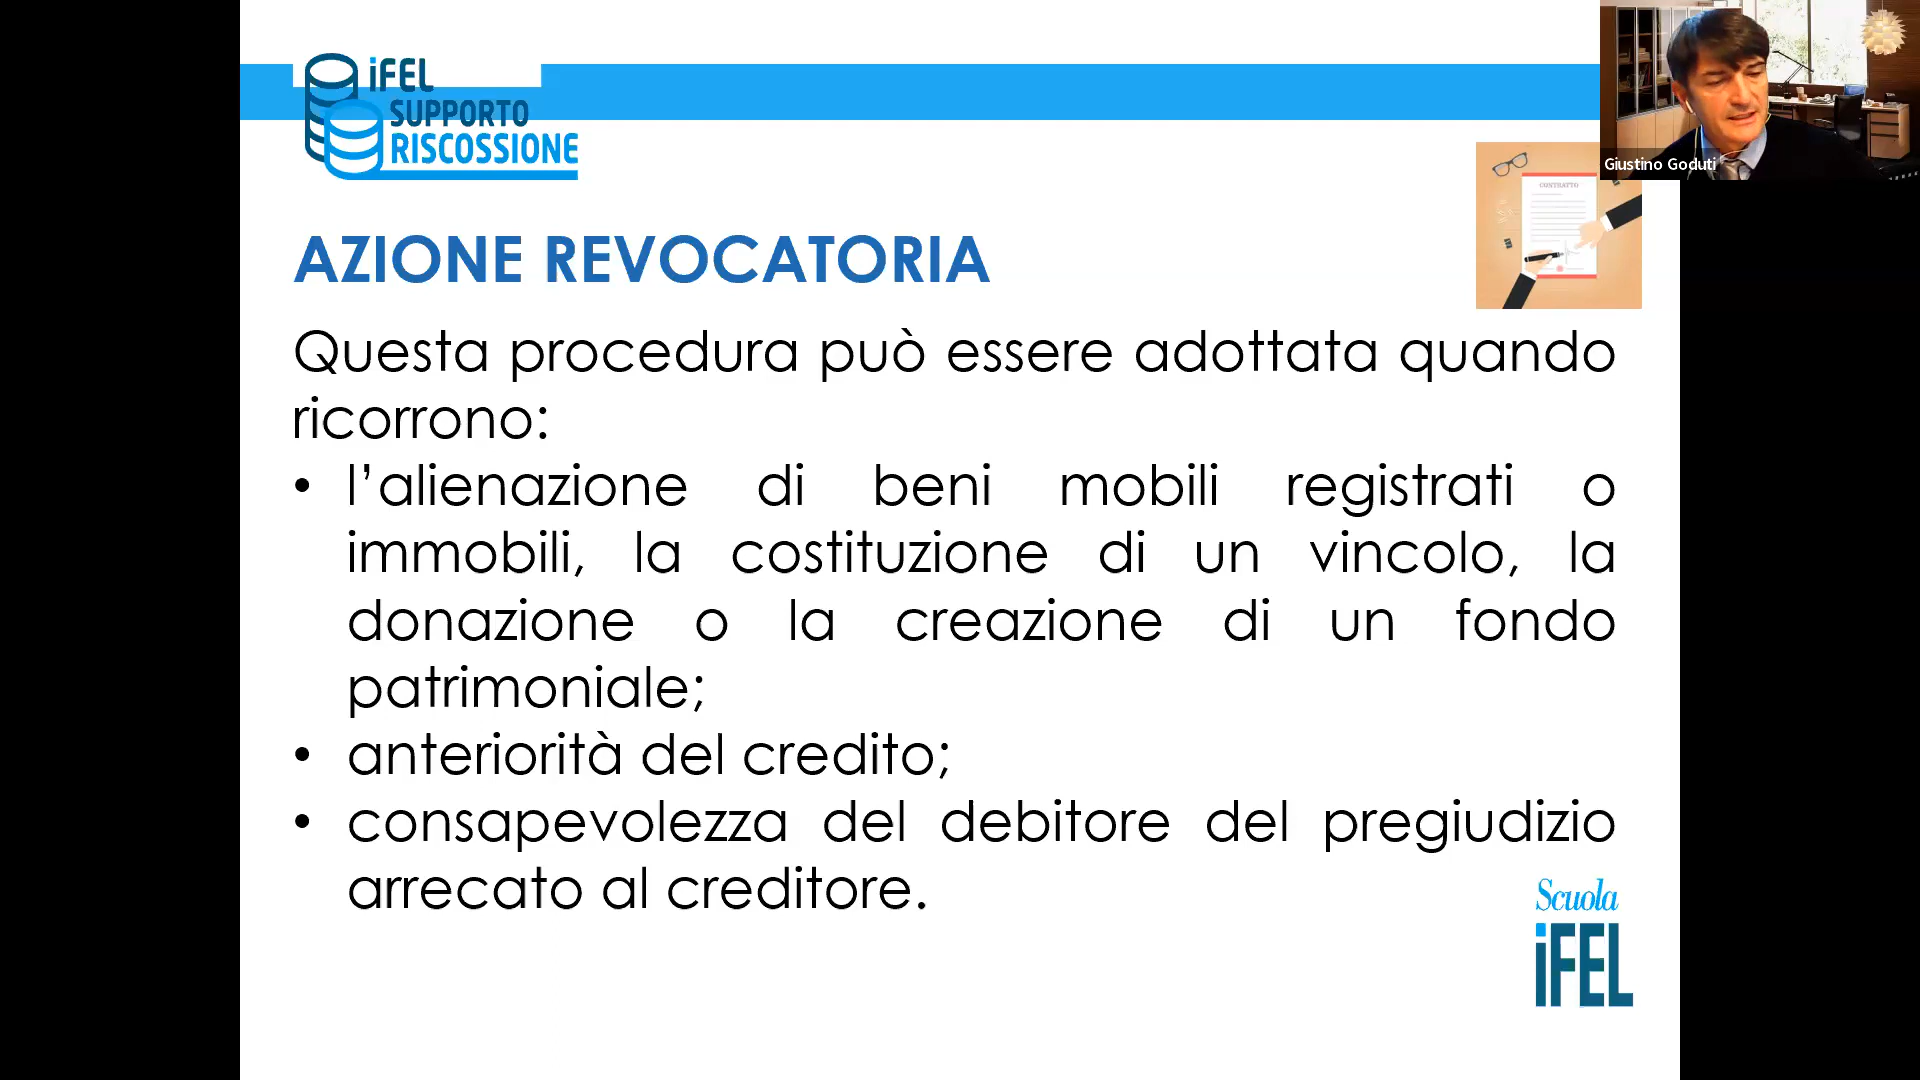 iFEL
SUPPORTO
RISCOSSIONE
Giustino Goduti
CONTRATTO
AZIONE REVOCATORIA
Questa procedura può essere adottata quando
ricorrono:
• l’alienazione di beni mobili registrati o
immobili, la costituzione di un vincolo, la
donazione o la creazione di un fondo
patrimoniale;
• anteriorità del credito;
• consapevolezza del debitore del pregiudizio
arrecato al creditore.
Scuola
iFEL